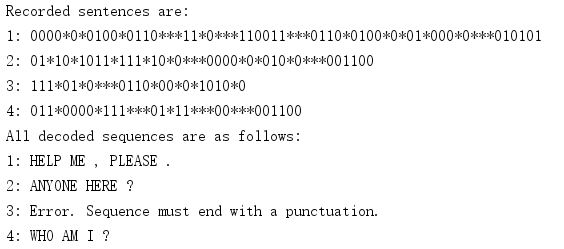 Recorded sentences are:
1: 0000*0*0100*0110***11*0***110011***0110*0100*0*01*000*0***010101
2: 01*10*1011*111*10*0***0000*0*010*0***001100
3: 111*01*0***0110*00*0*1010*0
4: 011*0000*111***01*11***00***001100
All decoded sequences are as follows:
1: HELP ME , PLEASE .
2: ANYONE HERE ?
3: Error. Sequence must end with a punctuation.
4: WHO AM I ?